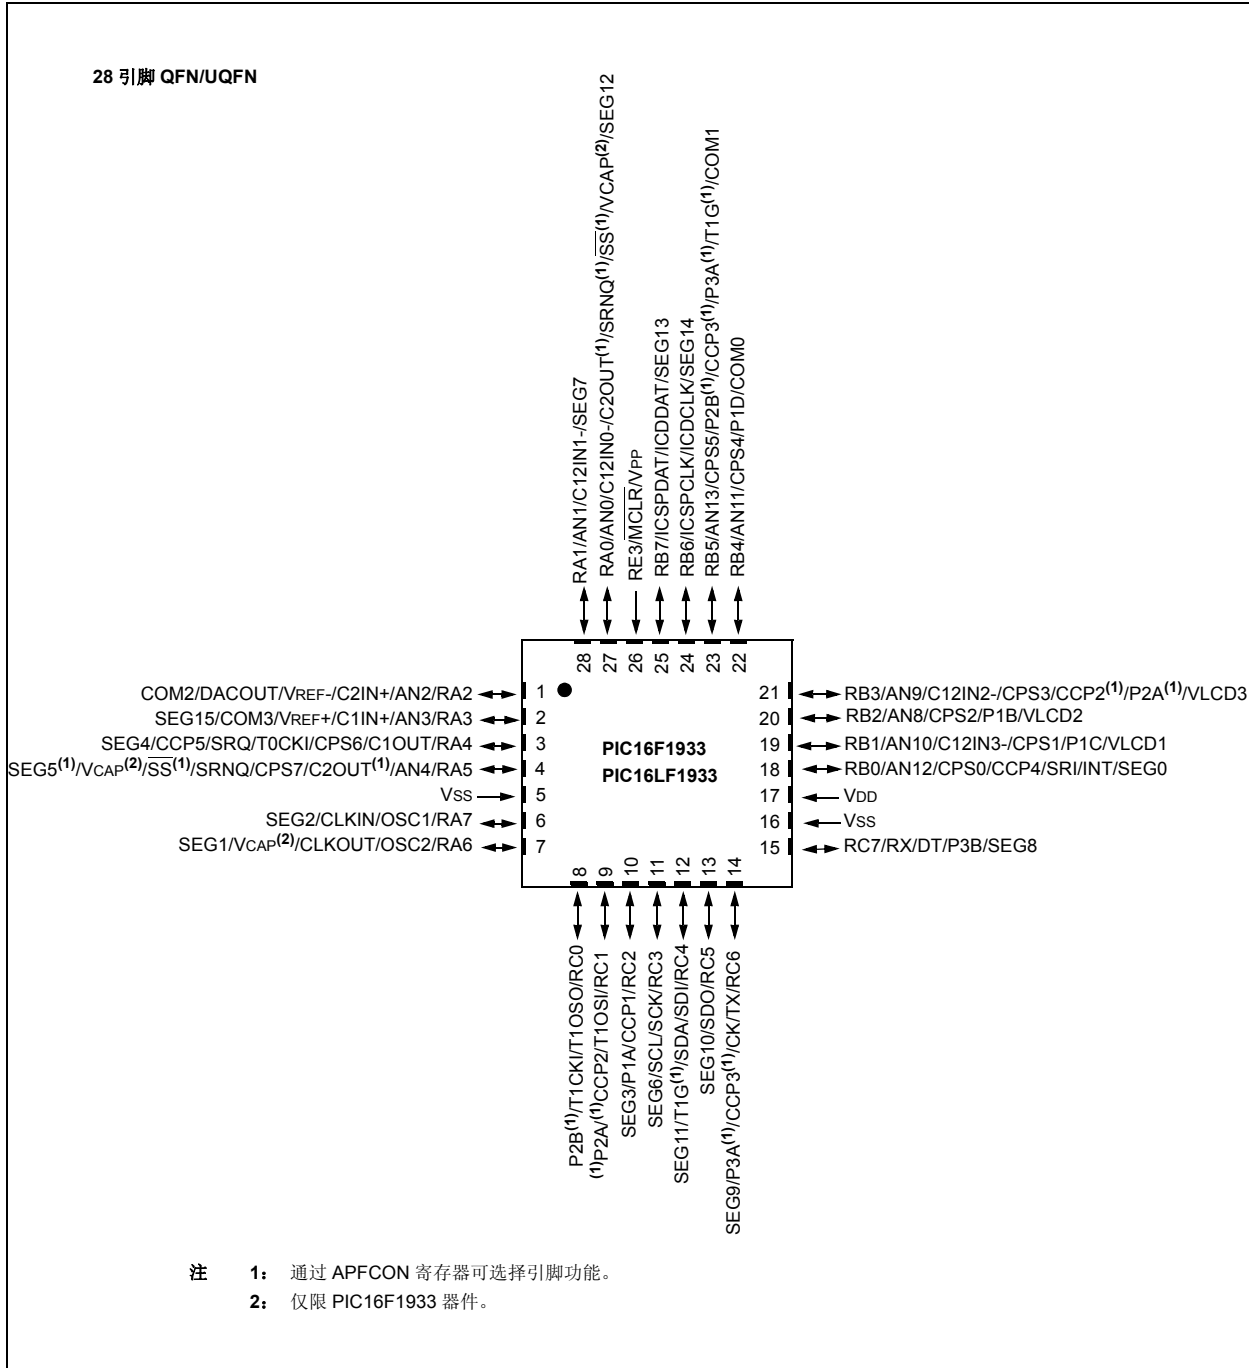 28 引脚 QFN/UQFN
RA1/AN1/C12IN1-/SEG7
RA0/AN0/C12IN0-/C2OUT(1)/SRNQ(1)/SS(1)/VCAP(2)/SEG12
RE3/MCLR/VPP
RB7/ICSPDAT/ICDDAT/SEG13
RB6/ICSPCLK/ICDCLK/SEG14
RB5/AN13/CPS5/P2B(1)/CCP3(1)/P3A(1)/T1G(1)/COM1
RB4/AN11/CPS4/P1D/COM0
28 27 26 25 24 23 22
COM2/DACOUT/VREF-/C2IN+/AN2/RA2 1
SEG15/COM3/VREF+/C1IN+/AN3/RA3 2
SEG4/CCP5/SRQ/T0CKI/CPS6/C1OUT/RA4 3
SEG5(1)/VCAP(2)/SS(1)/SRNQ/CPS7/C2OUT(1)/AN4/RA5 4
VSS 5
SEG2/CLKIN/OSC1/RA7 6
SEG1/VCAP(2)/CLKOUT/OSC2/RA6 7
PIC16F1933
PIC16LF1933
21 RB3/AN9/C12IN2-/CPS3/CCP2(1)/P2A(1)/VLCD3
20 RB2/AN8/CPS2/P1B/VLCD2
19 RB1/AN10/C12IN3-/CPS1/P1C/VLCD1
18 RB0/AN12/CPS0/CCP4/SRI/INT/SEG0
17 VDD
16 VSS
15 RC7/RX/DT/P3B/SEG8
8 9 10 11 12 13 14
P2B(1)/T1CKI/T1OSO/RC0
(1)P2A/(1)CCP2/T1OSI/RC1
SEG3/P1A/CCP1/RC2
SEG6/SCL/SCK/RC3
SEG11/T1G(1)/SDA/SDI/RC4
SEG10/SDO/RC5
SEG9/P3A(1)/CCP3(1)/CK/TX/RC6
注 1： 通过 APFCON 寄存器可选择引脚功能。
2： 仅限 PIC16F1933 器件。